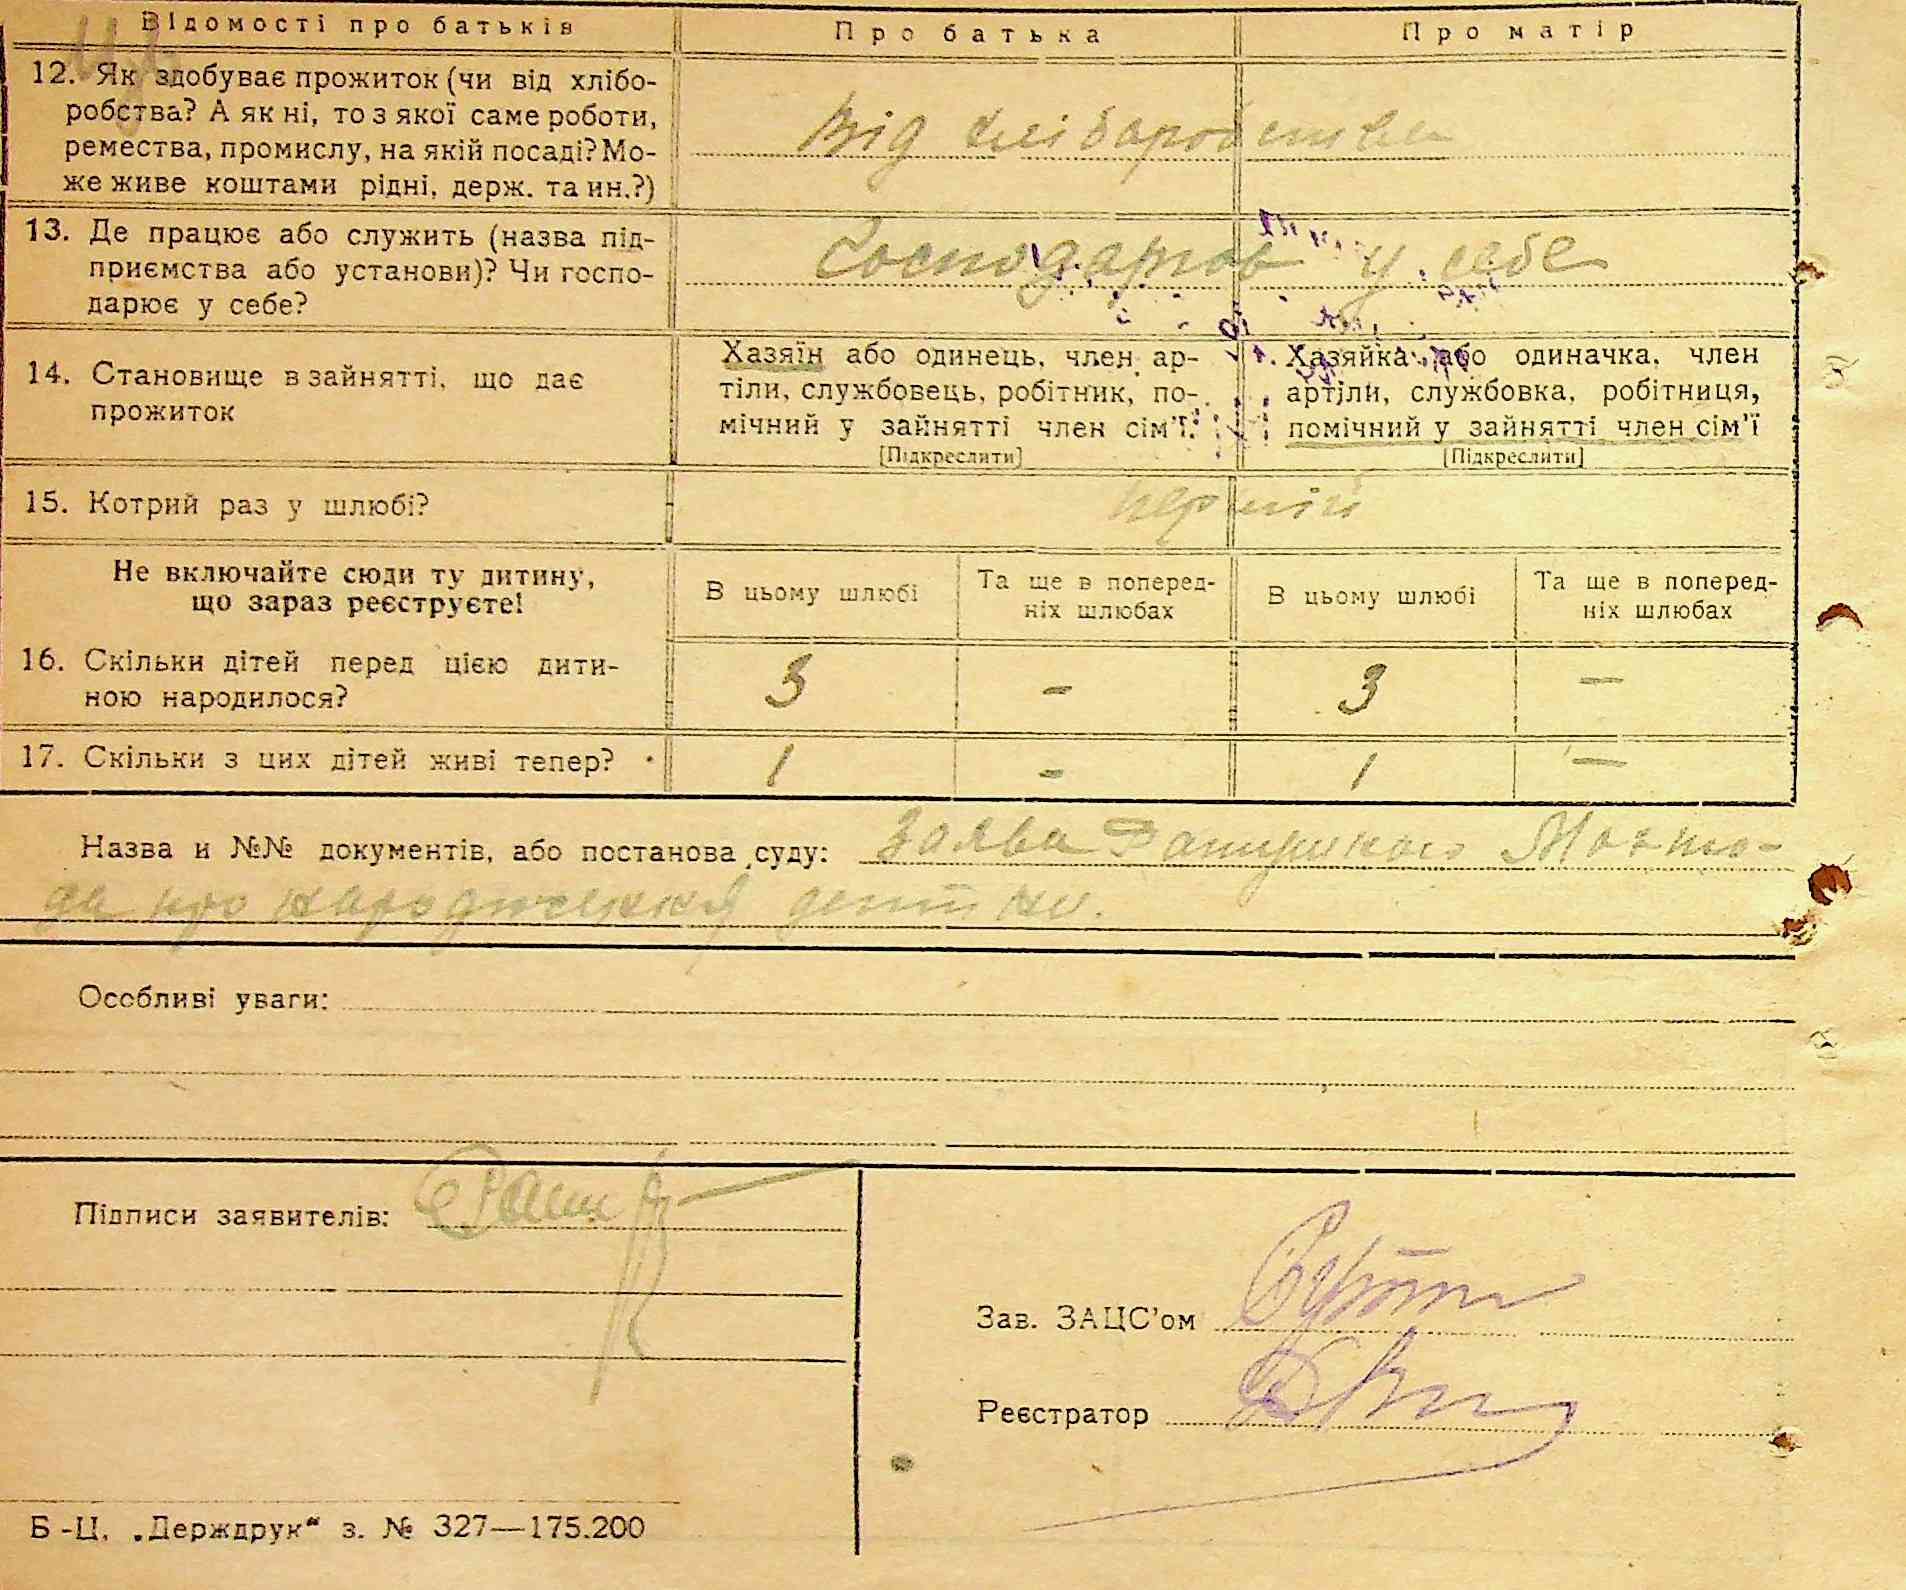 Відомості про батьків Про батька Про матір
12. Як здобуває прожиток (чи від хлібо-
робства? А як ні, то з якої саме роботи,
ремества, промислу, на якій посаді? Мо-
же живе коштами рідні, держ. та ин.?)
Від хліборобства
13. Де працює або служить (назва під-
приємства або установи)? Чи госпо-
дарює у себе?
у себе
14. Становище в зайнятті, що дає
прожиток
Хазяїн або одинець, член ар-
тіли, службовець, робітник, по-
мічний у зайнятті член сім’ї.
[Підкреслити]
Хазяйка або одиначка, член
артіли, службовка, робітниця,
помічний у зайнятті член сім’ї
[Підкреслити]
15. Котрий раз у шлюбі?
перший
Не включайте сюди ту дитину,
що зараз реєструєте!
В цьому шлюбі
Та ще в поперед-
ніх шлюбах
В цьому шлюбі
Та ще в поперед-
ніх шлюбах
16. Скільки дітей перед цією дити-
ною народилося?
3 - 3 —
17. Скільки з цих дітей живі тепер?
1 - 1 —
Назва и №№ документів, або постанова суду: Заява
про народження
Особливі уваги:
Підписи заявителів:
Зав. ЗАЦС’ом
Реєстратор
Б-Ц. „Держдрук“ з. № 327—175.200